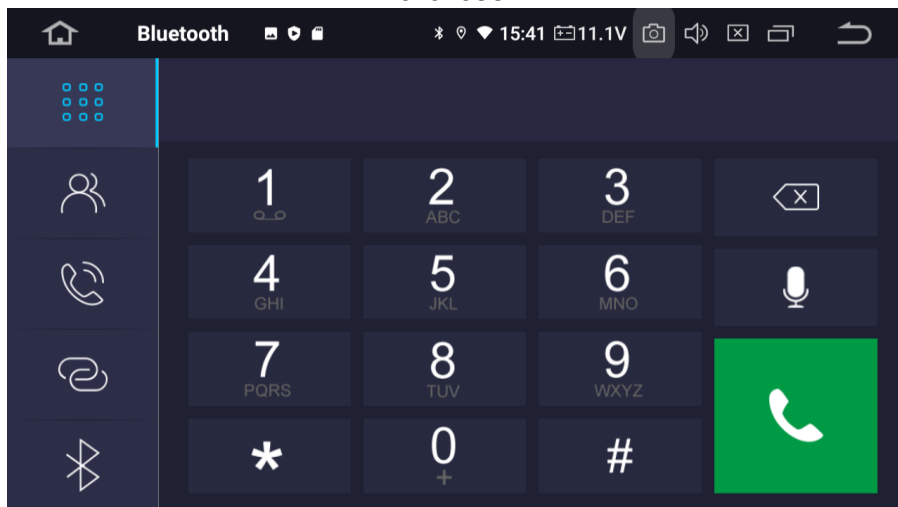 Bluetooth 15:41 11.1V
1 2 3
ABC DEF
4 5 6
GHI JKL MNO
7 8 9
PQRS TUV WXYZ
* 0 #
+